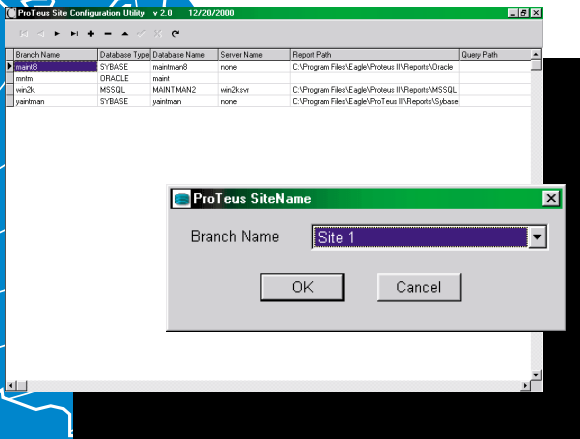 ProTeus Site Configuration Utility v 2.0 12/20/2000
Branch Name Database Type Database Name Server Name Report Path Query Path
maint8 SYBASE maintman8 none C:\Program Files\Eagle\Proteus II\Reports\Oracle
mntm ORACLE maint
win2k MSSQL MAINTMAN2 win2ksvr C:\Program Files\Eagle\Proteus II\Reports\MSSQL
yaintman SYBASE yaintman none C:\Program Files\Eagle\ProTeus II\Reports\Sybase
ProTeus SiteName
Branch Name Site 1
OK Cancel